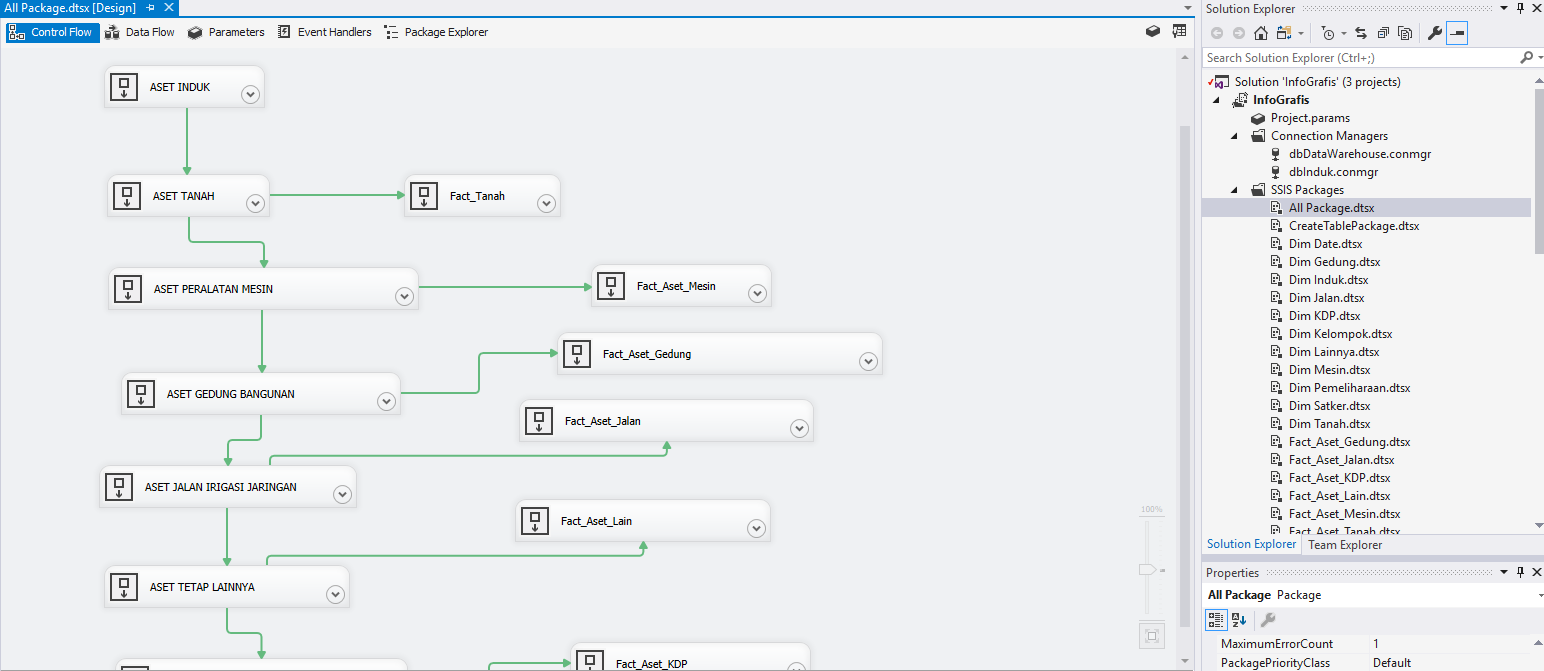 All Package.dtsx [Design]
Control Flow
Data Flow
Parameters
Event Handlers
Package Explorer
ASET INDUK
ASET TANAH
Fact_Tanah
ASET PERALATAN MESIN
Fact_Aset_Mesin
Fact_Aset_Gedung
ASET GEDUNG BANGUNAN
Fact_Aset_Jalan
ASET JALAN IRIGASI JARINGAN
Fact_Aset_Lain
ASET TETAP LAINNYA
Fact_Aset_KDP
100%
Solution Explorer
Search Solution Explorer (Ctrl+;)
Solution 'InfoGrafis' (3 projects)
InfoGrafis
Project.params
Connection Managers
dbDataWarehouse.conmgr
dbInduk.conmgr
SSIS Packages
All Package.dtsx
CreateTablePackage.dtsx
Dim Date.dtsx
Dim Gedung.dtsx
Dim Induk.dtsx
Dim Jalan.dtsx
Dim KDP.dtsx
Dim Kelompok.dtsx
Dim Lainnya.dtsx
Dim Mesin.dtsx
Dim Pemeliharaan.dtsx
Dim Satker.dtsx
Dim Tanah.dtsx
Fact_Aset_Gedung.dtsx
Fact_Aset_Jalan.dtsx
Fact_Aset_KDP.dtsx
Fact_Aset_Lain.dtsx
Fact_Aset_Mesin.dtsx
Fact_Aset_Tanah.dtsx
Solution Explorer
Team Explorer
Properties
All Package Package
MaximumErrorCount 1
PackagePriorityClass Default